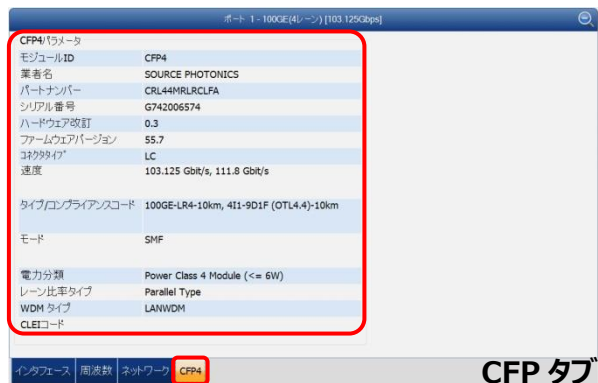 ポート 1 - 100GE(4レーン) [103.125Gbps]
CFP4パラメータ
モジュールID CFP4
業者名 SOURCE PHOTONICS
パートナンバー CRL44MRLRCLFA
シリアル番号 G742006574
ハードウェア改訂 0.3
ファームウェアバージョン 55.7
コネクタタイプ LC
速度 103.125 Gbit/s, 111.8 Gbit/s
タイプ/コンプライアンスコード 100GE-LR4-10km, 4I1-9D1F (OTL4.4)-10km
モード SMF
電力分類 Power Class 4 Module (<= 6W)
レーン比率タイプ Parallel Type
WDM タイプ LANWDM
CLEIコード
インタフェース 周波数 ネットワーク CFP4
CFP タブ